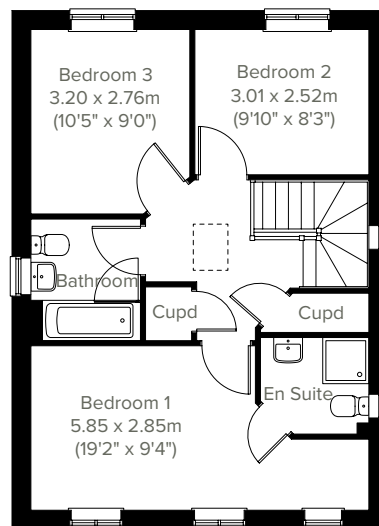 Bedroom 3
3.20 x 2.76m
(10'5" x 9'0")
Bedroom 2
3.01 x 2.52m
(9'10" x 8'3")
Bathroom
Cupd
Cupd
En Suite
Bedroom 1
5.85 x 2.85m
(19'2" x 9'4")